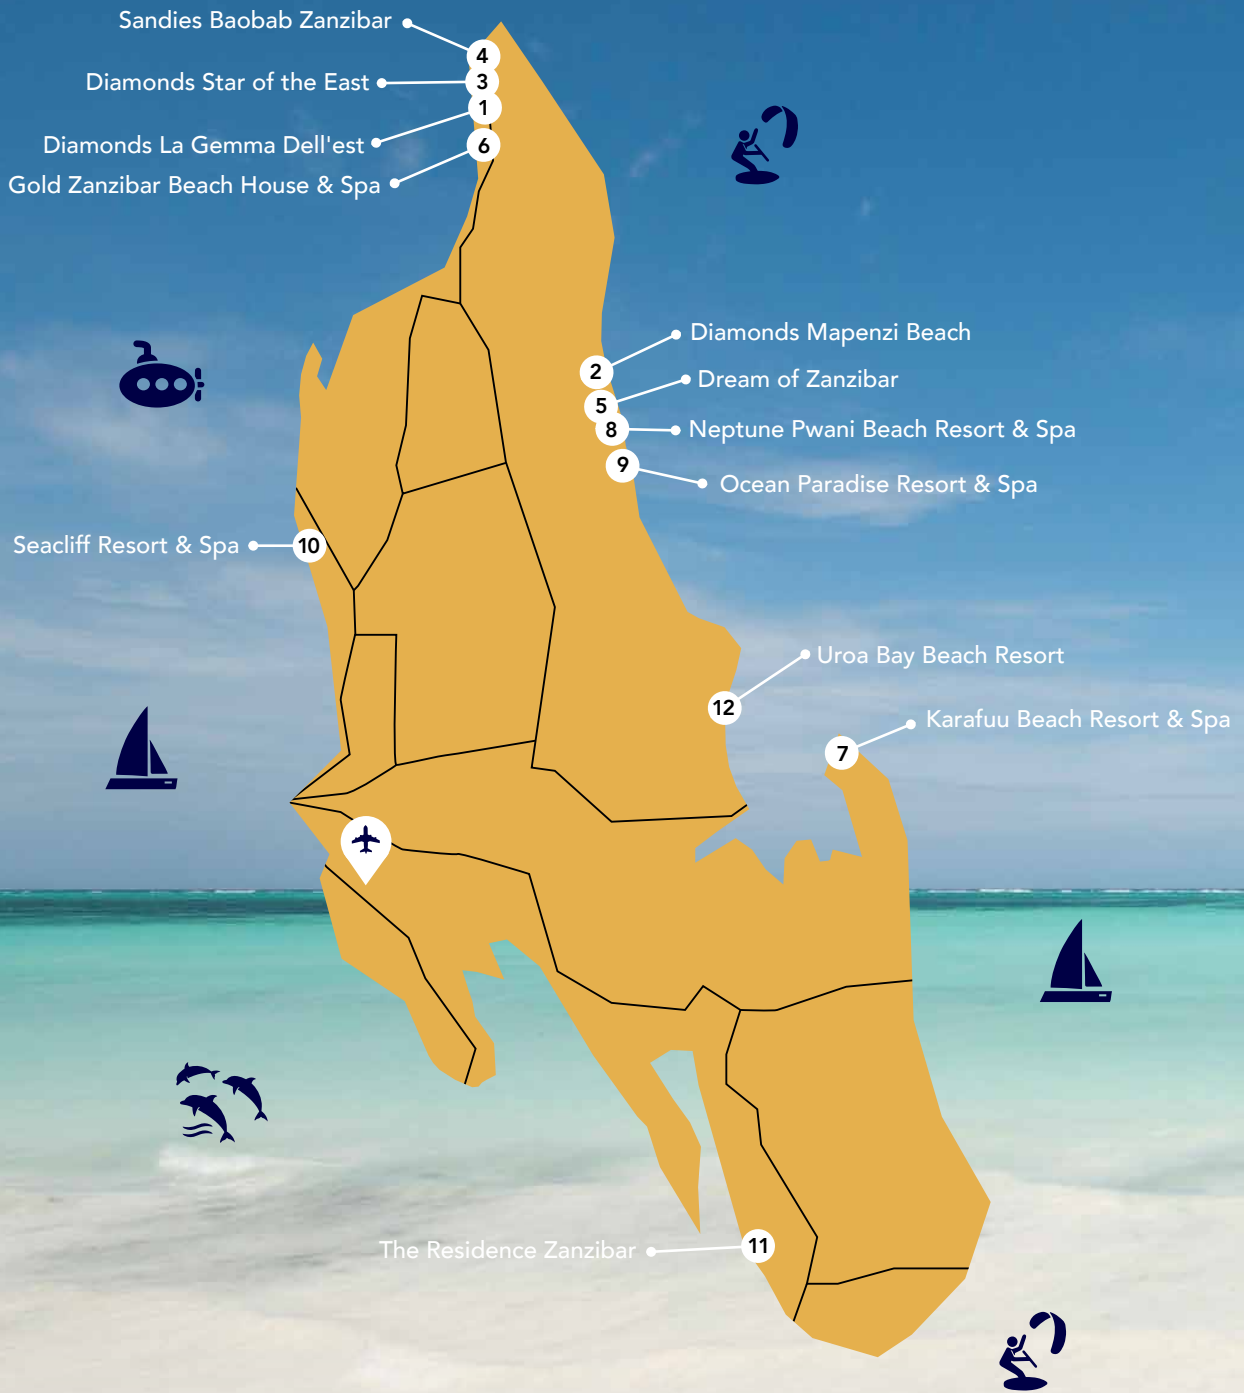 Sandies Baobab Zanzibar
4
Diamonds Star of the East
3
1
Diamonds La Gemma Dell'est
6
Gold Zanzibar Beach House & Spa
Diamonds Mapenzi Beach
2
Dream of Zanzibar
5
8
Neptune Pwani Beach Resort & Spa
9
Ocean Paradise Resort & Spa
Seacliff Resort & Spa
10
Uroa Bay Beach Resort
12
Karafuu Beach Resort & Spa
7
The Residence Zanzibar
11